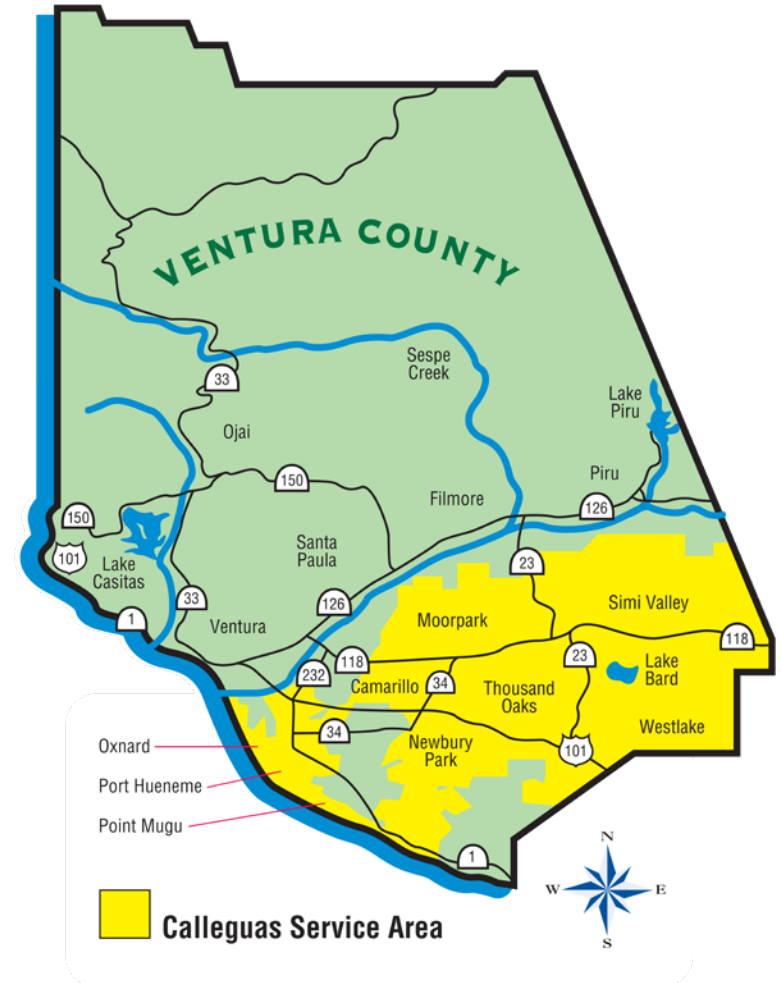 VENTURA COUNTY
Sespe
Creek
33
Lake
Piru
Ojai
150
Piru
Filmore
126
150
101
Santa
Paula
Lake
Casitas
23
33
126
Simi Valley
1
Moorpark
Ventura
118
118
23
232
Lake
Bard
Camarillo
34
Thousand
Oaks
34
Westlake
Oxnard
Newbury
Park
101
Port Hueneme
Point Mugu
1
N
W
E
S
Calleguas Service Area